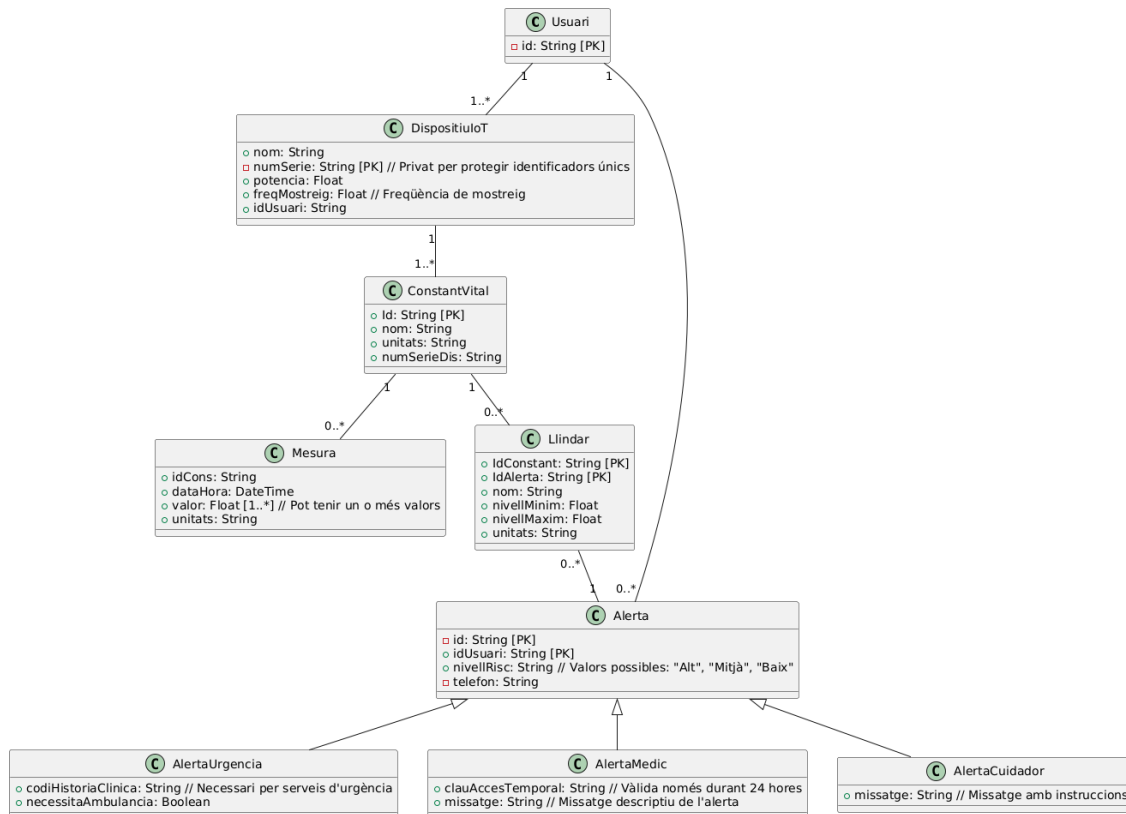 C Usuari
id: String [PK]
1
1
1..*
C DispositiuIoT
nom: String
numSerie: String [PK] // Privat per protegir identificadors únics
potencia: Float
freqMostreig: Float // Freqüència de mostreig
idUsuari: String
1
1..*
C ConstantVital
Id: String [PK]
nom: String
unitats: String
numSerieDis: String
1
1
0..*
0..*
C Mesura
idCons: String
dataHora: DateTime
valor: Float [1..*] // Pot tenir un o més valors
unitats: String
C Llindar
IdConstant: String [PK]
IdAlerta: String [PK]
nom: String
nivellMinim: Float
nivellMaxim: Float
unitats: String
0..*
1
0..*
C Alerta
id: String [PK]
idUsuari: String [PK]
nivellRisc: String // Valors possibles: "Alt", "Mitjà", "Baix"
telefon: String
C AlertaUrgencia
codiHistoriaClinica: String // Necessari per serveis d'urgència
necessitaAmbulancia: Boolean
C AlertaMedic
clauAccesTemporal: String // Vàlida només durant 24 hores
missatge: String // Missatge descriptiu de l'alerta
C AlertaCuidador
missatge: String // Missatge amb instruccions